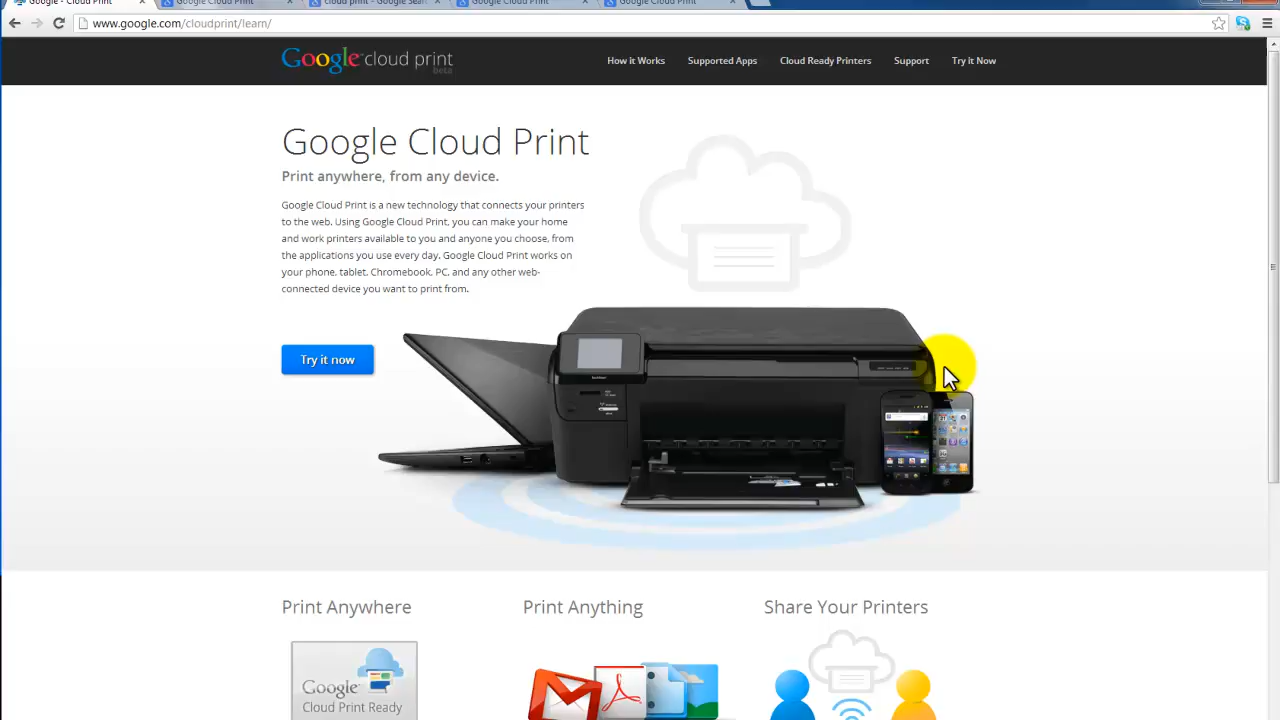 Google - Cloud Print
Google Cloud Print
cloud print - Google Sea
Google Cloud Print
Google Cloud Print
www.google.com/cloudprint/learn/
Google cloud print
beta
How it Works
Supported Apps
Cloud Ready Printers
Support
Try it Now
Google Cloud Print
Print anywhere, from any device.
Google Cloud Print is a new technology that connects your printers
to the web. Using Google Cloud Print, you can make your home
and work printers available to you and anyone you choose, from
the applications you use every day. Google Cloud Print works on
your phone, tablet, Chromebook, PC, and any other web-
connected device you want to print from.
Try it now
Print Anywhere
Print Anything
Share Your Printers
Google
Cloud Print Ready